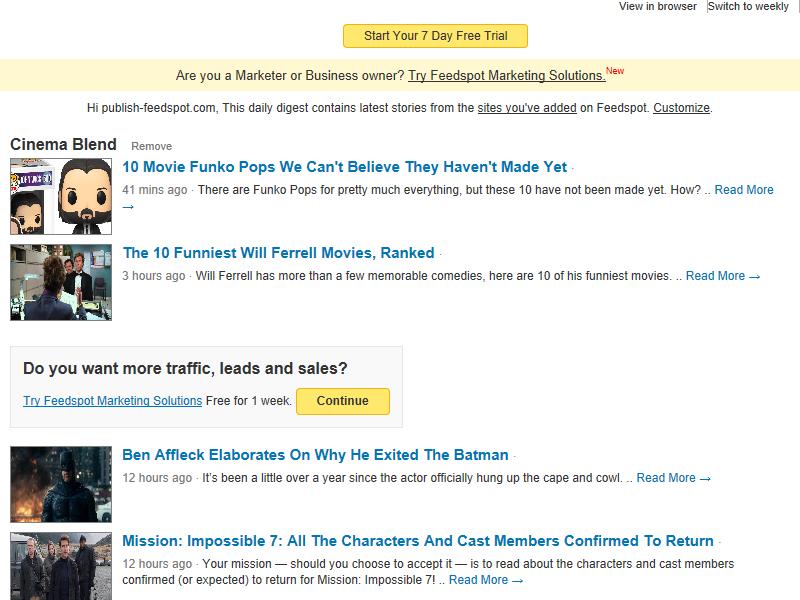 View in browser | Switch to weekly |
Start Your 7 Day Free Trial
Are you a Marketer or Business owner? Try Feedspot Marketing Solutions. New
Hi publish-feedspot.com, This daily digest contains latest stories from the sites you've added on Feedspot. Customize.
Cinema Blend Remove
10 Movie Funko Pops We Can't Believe They Haven't Made Yet ·
41 mins ago · There are Funko Pops for pretty much everything, but these 10 have not been made yet. How? .. Read More
→
The 10 Funniest Will Ferrell Movies, Ranked ·
3 hours ago · Will Ferrell has more than a few memorable comedies, here are 10 of his funniest movies. .. Read More →
Do you want more traffic, leads and sales?
Try Feedspot Marketing Solutions Free for 1 week. Continue
Ben Affleck Elaborates On Why He Exited The Batman ·
12 hours ago · It’s been a little over a year since the actor officially hung up the cape and cowl. .. Read More →
Mission: Impossible 7: All The Characters And Cast Members Confirmed To Return ·
12 hours ago · Your mission — should you choose to accept it — is to read about the characters and cast members
confirmed (or expected) to return for Mission: Impossible 7! .. Read More →